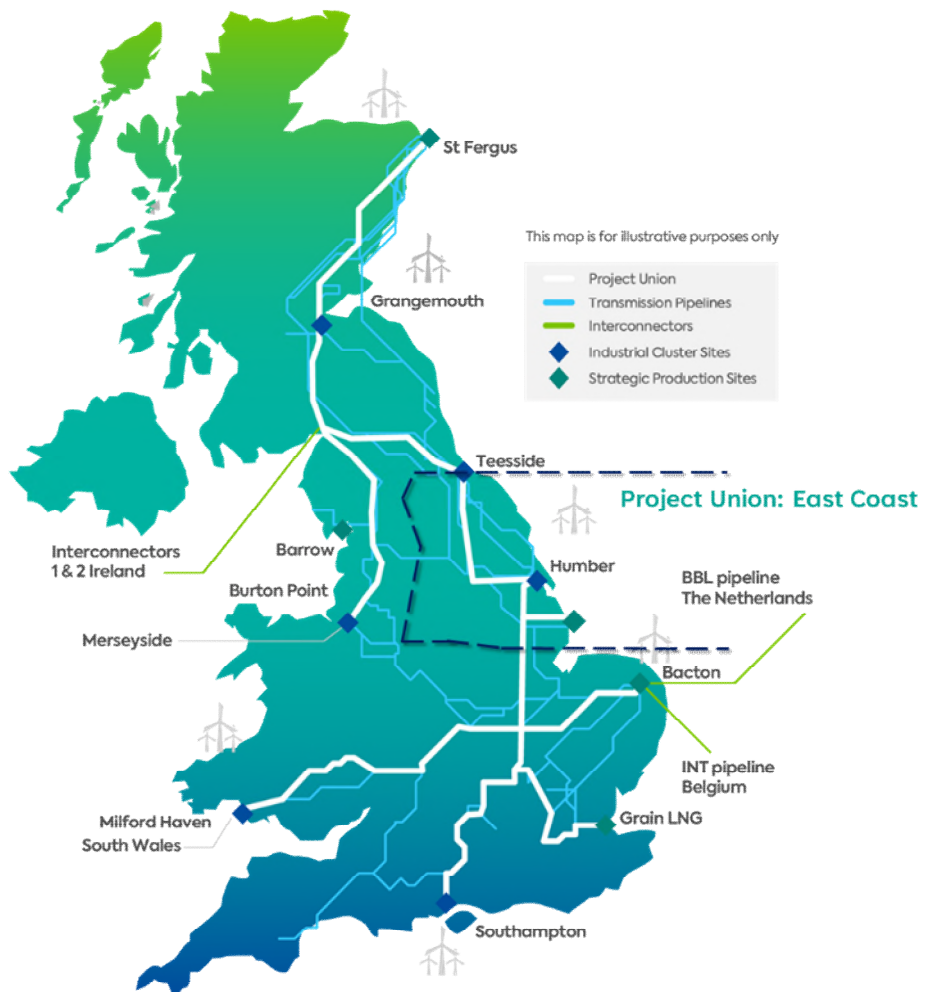 St Fergus
This map is for illustrative purposes only
Project Union
Transmission Pipelines
Interconnectors
Industrial Cluster Sites
Strategic Production Sites
Grangemouth
Teesside
Project Union: East Coast
Interconnectors
1 & 2 Ireland
Barrow
Humber
Burton Point
BBL pipeline
The Netherlands
Merseyside
Bacton
INT pipeline
Belgium
Milford Haven
South Wales
Grain LNG
Southampton